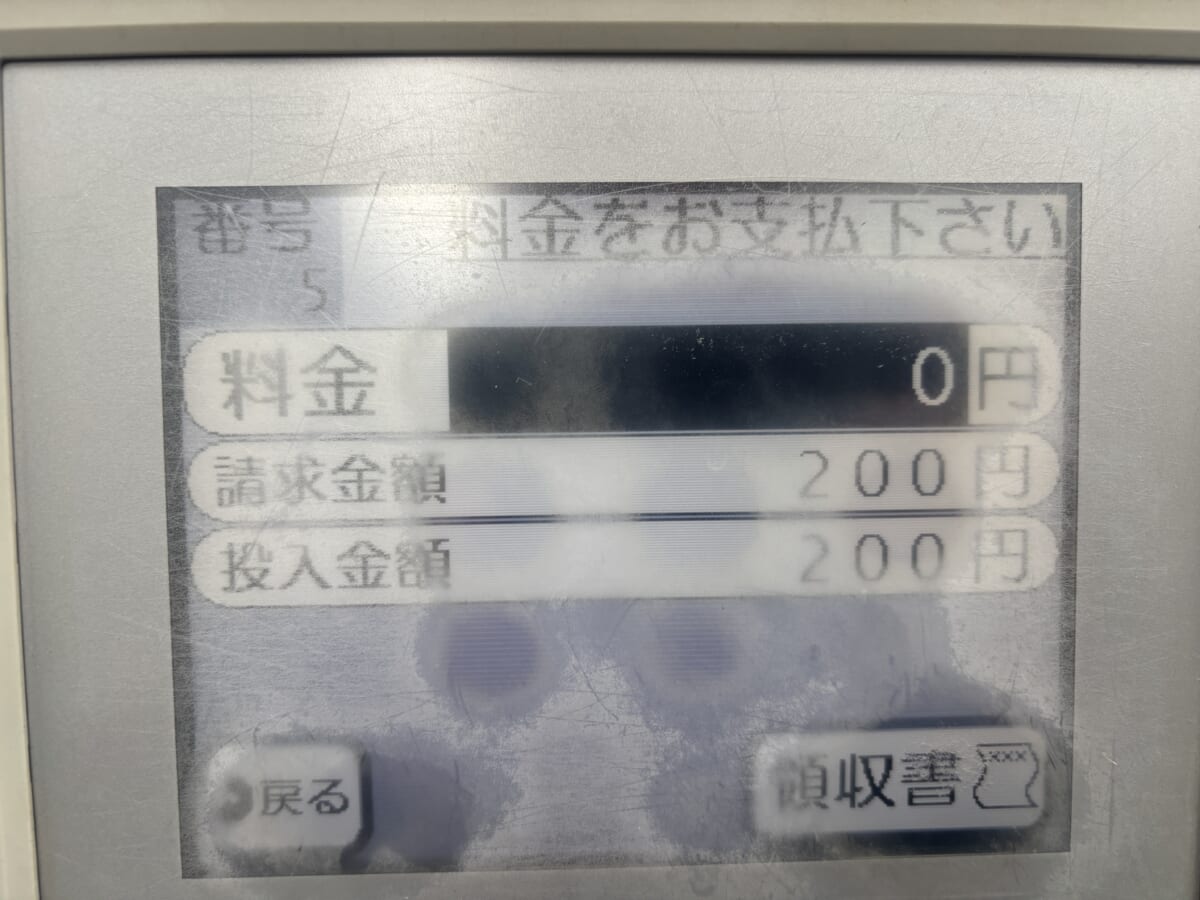 番号 料金をお支払下さい
5
料金 0円
請求金額 200円
投入金額 200円
戻る 領収書 xxx